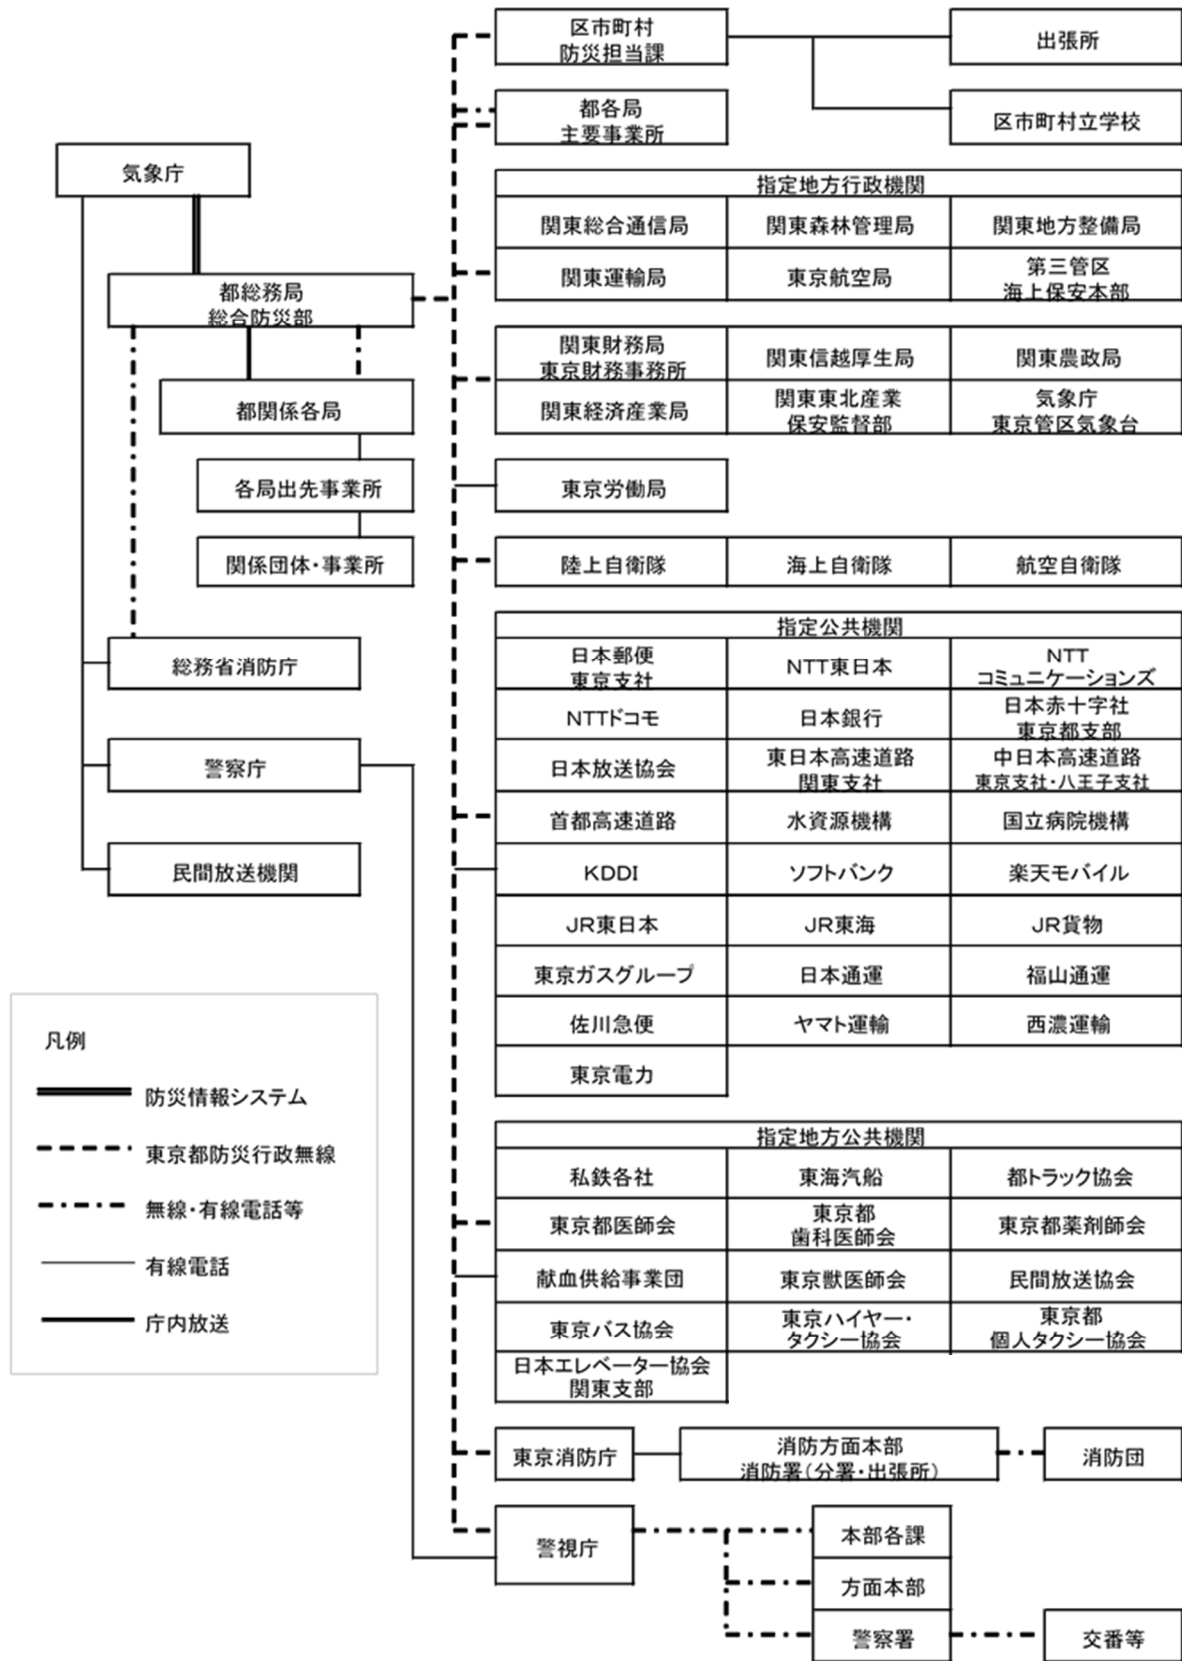 区市町村
防災担当課
出張所
都各局
主要事業所
区市町村立学校
気象庁
指定地方行政機関
関東総合通信局
関東森林管理局
関東地方整備局
関東運輸局
東京航空局
第三管区
海上保安本部
都総務局
総合防災部
関東財務局
東京財務事務所
関東信越厚生局
関東農政局
関東経済産業局
関東東北産業
保安監督部
気象庁
東京管区気象台
都関係各局
各局出先事業所
東京労働局
関係団体・事業所
陸上自衛隊
海上自衛隊
航空自衛隊
指定公共機関
日本郵便
東京支社
NTT東日本
NTT
コミュニケーションズ
総務省消防庁
NTTドコモ
日本銀行
日本赤十字社
東京都支部
警察庁
日本放送協会
東日本高速道路
関東支社
中日本高速道路
東京支社・八王子支社
首都高速道路
水資源機構
国立病院機構
民間放送機関
KDDI
ソフトバンク
楽天モバイル
JR東日本
JR東海
JR貨物
東京ガスグループ
日本通運
福山通運
佐川急便
ヤマト運輸
西濃運輸
東京電力
凡例
防災情報システム
東京都防災行政無線
無線・有線電話等
有線電話
庁内放送
指定地方公共機関
私鉄各社
東海汽船
都トラック協会
東京都医師会
東京都
歯科医師会
東京都薬剤師会
献血供給事業団
東京獣医師会
民間放送協会
東京バス協会
東京ハイヤー・
タクシー協会
東京都
個人タクシー協会
日本エレベーター協会
関東支部
東京消防庁
消防方面本部
消防署(分署・出張所)
消防団
警視庁
本部各課
方面本部
警察署
交番等